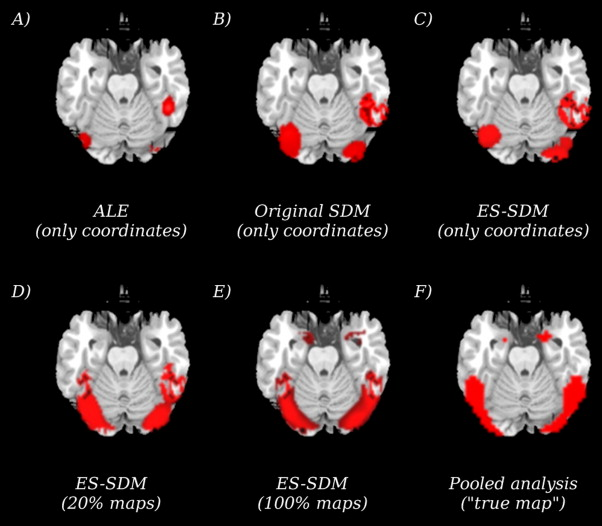 A)
B)
C)
ALE
(only coordinates)
Original SDM
(only coordinates)
ES-SDM
(only coordinates)
D)
E)
F)
ES-SDM
(20% maps)
ES-SDM
(100% maps)
Pooled analysis
("true map")